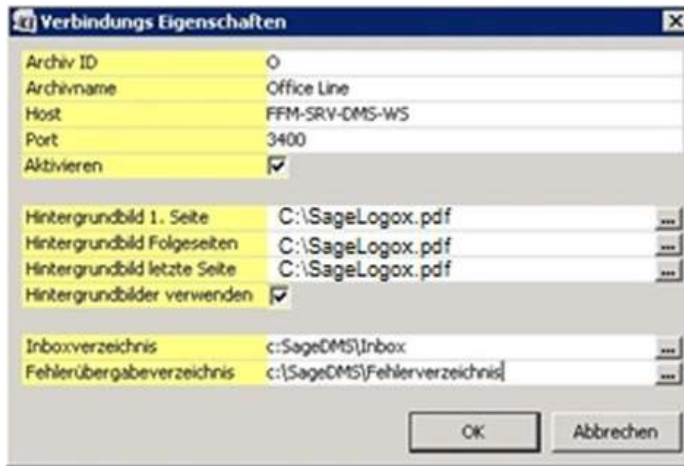 Verbindungs Eigenschaften
Archiv ID O
Archivname Office Line
Host FFM-SRV-DMS-WS
Port 3400
Aktivieren
Hintergrundbild 1. Seite C:\SageLogox.pdf ...
Hintergrundbild Folgeseiten C:\SageLogox.pdf ...
Hintergrundbild letzte Seite C:\SageLogox.pdf ...
Hintergrundbilder verwenden
Inboxverzeichnis c:SageDMS\Inbox ...
Fehlerübergabeverzeichnis c:\SageDMS\Fehlerverzeichnis ...
OK Abbrechen